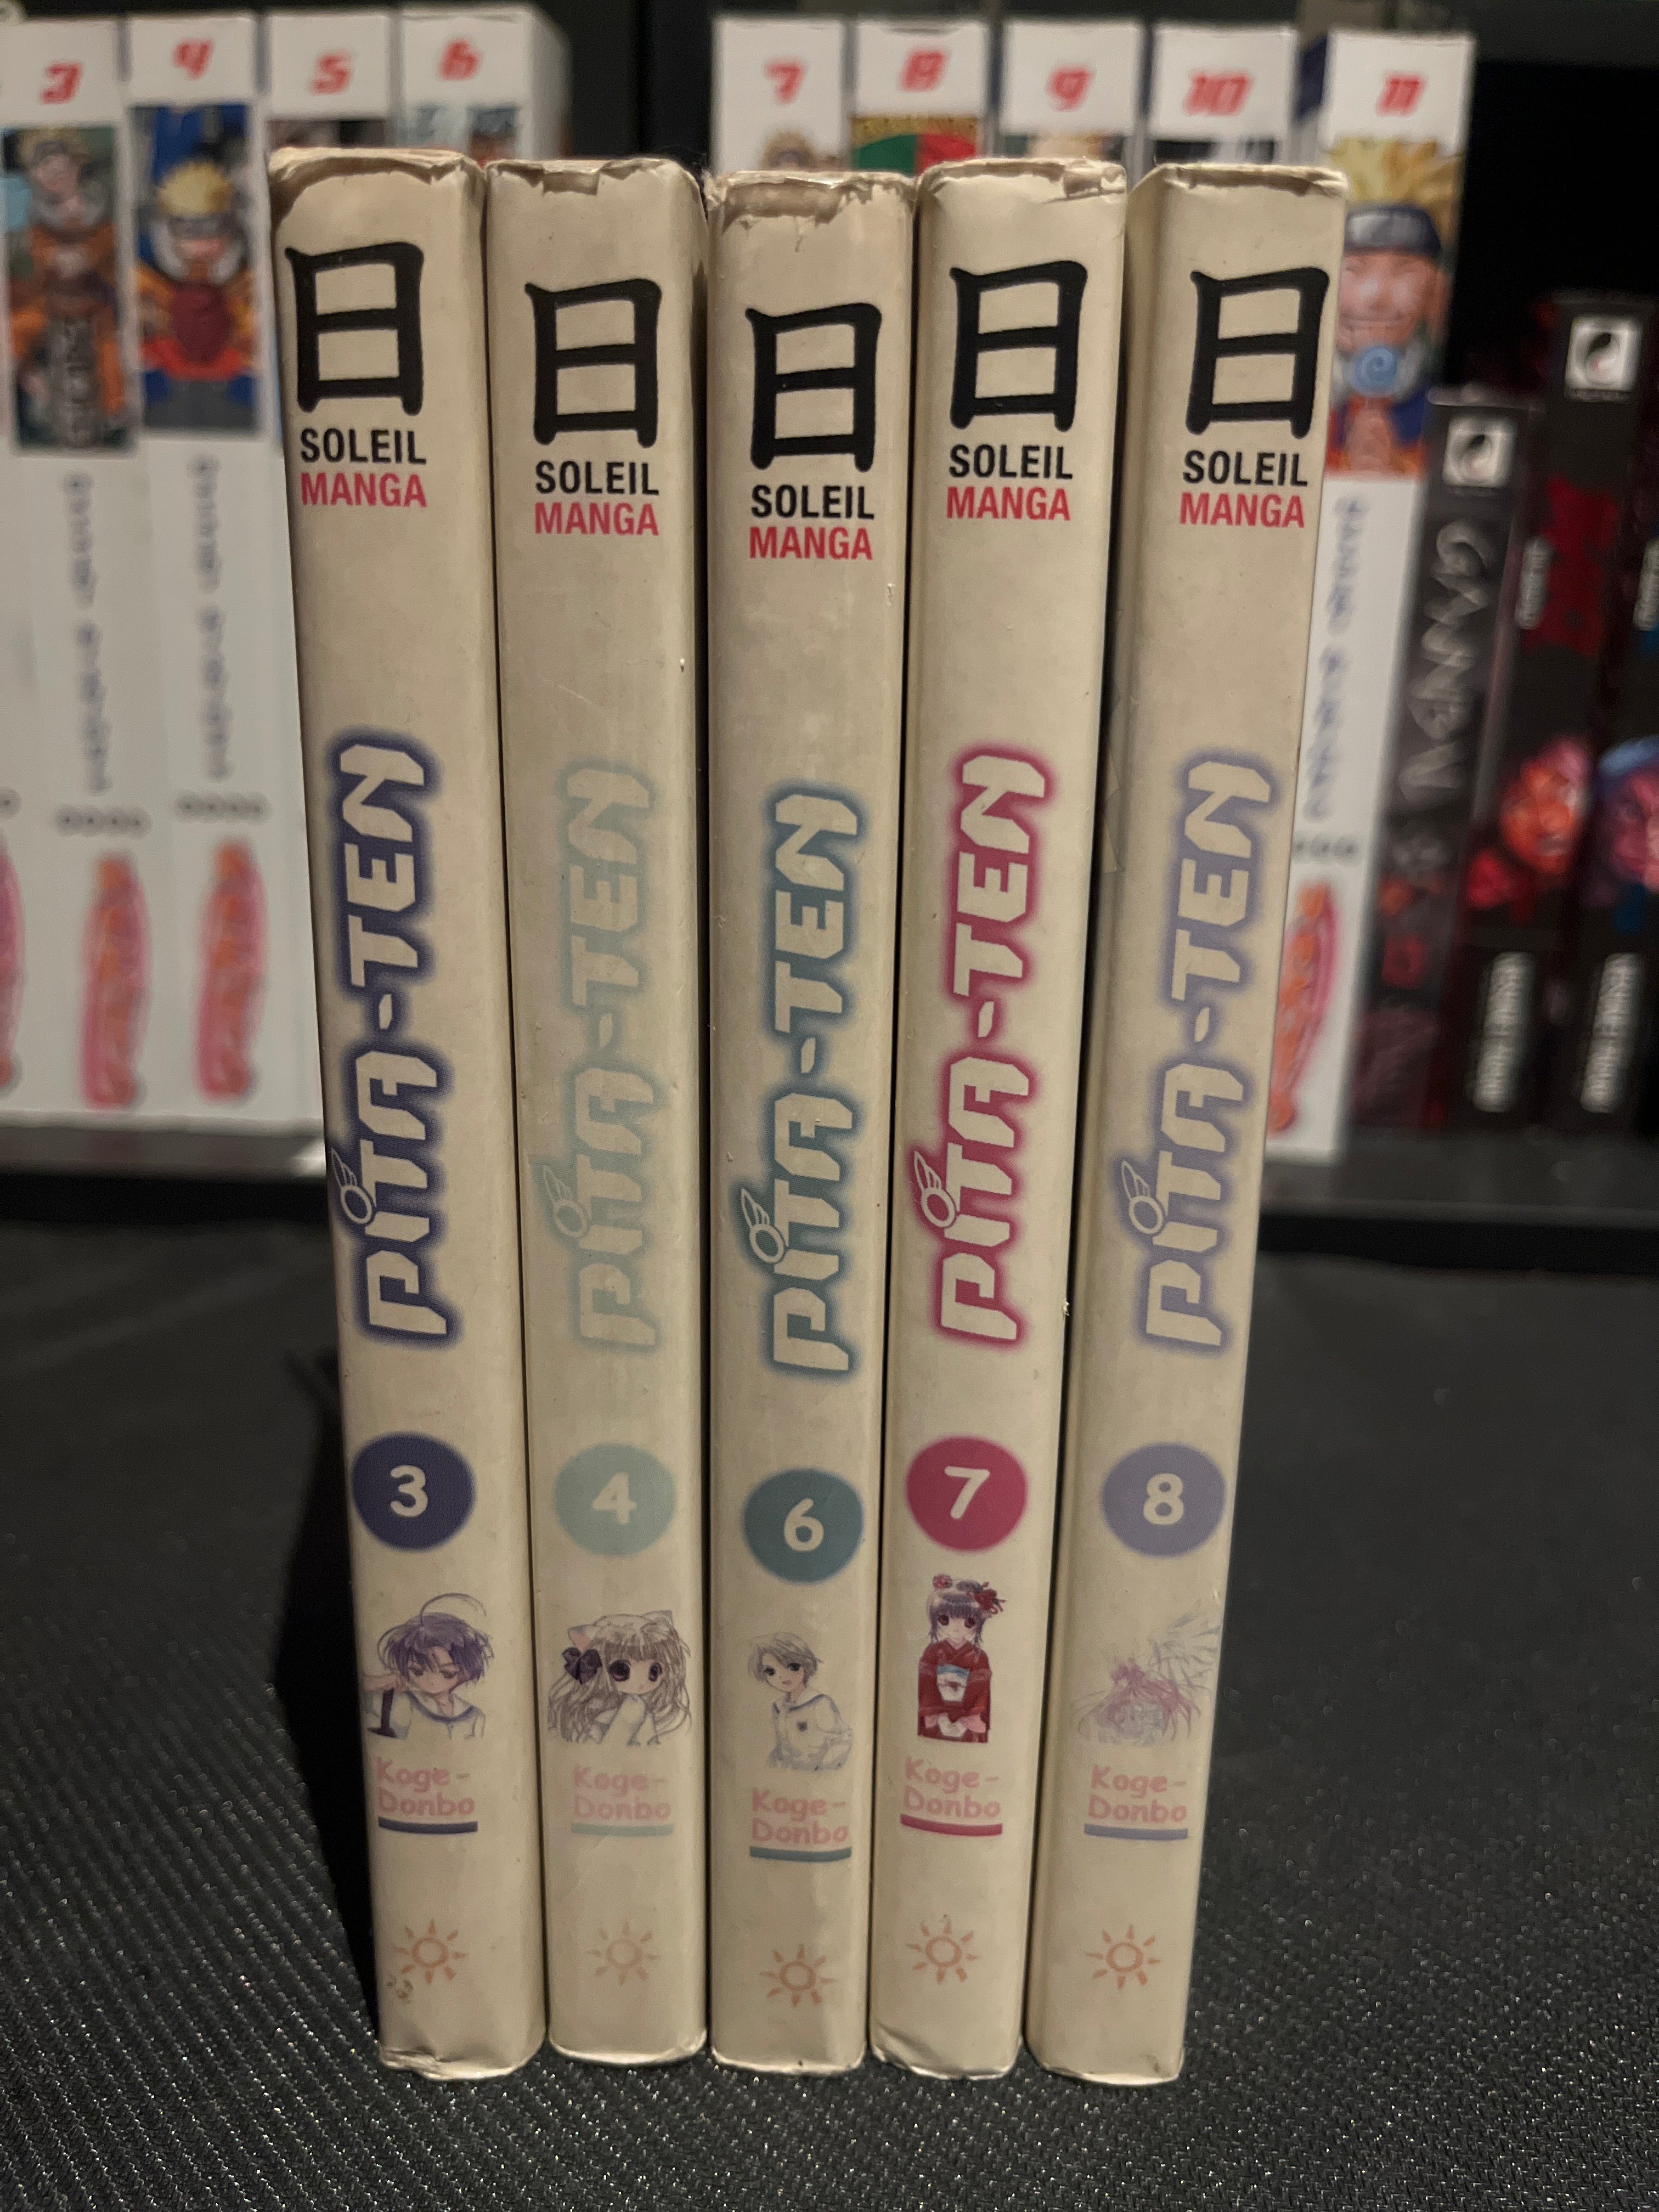 3
4
5
6
7
8
9
10
11
日
SOLEIL
MANGA
PITA-TEN
3
Koge-
Donbo
日
SOLEIL
MANGA
PITA-TEN
4
Koge-
Donbo
日
SOLEIL
MANGA
PITA-TEN
6
Koge-
Donbo
日
SOLEIL
MANGA
PITA-TEN
7
Koge-
Donbo
日
SOLEIL
MANGA
PITA-TEN
8
Koge-
Donbo